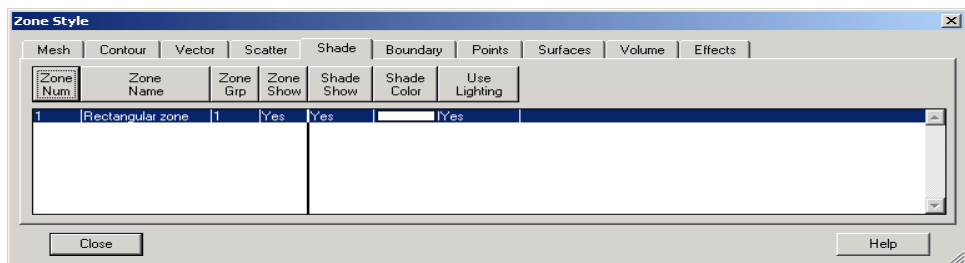 Zone Style
Mesh Contour Vector Scatter Shade Boundary Points Surfaces Volume Effects
Zone Num Zone Name Zone Grp Zone Show Shade Show Shade Color Use Lighting
1 Rectangular zone 1 Yes Yes Yes
Close Help